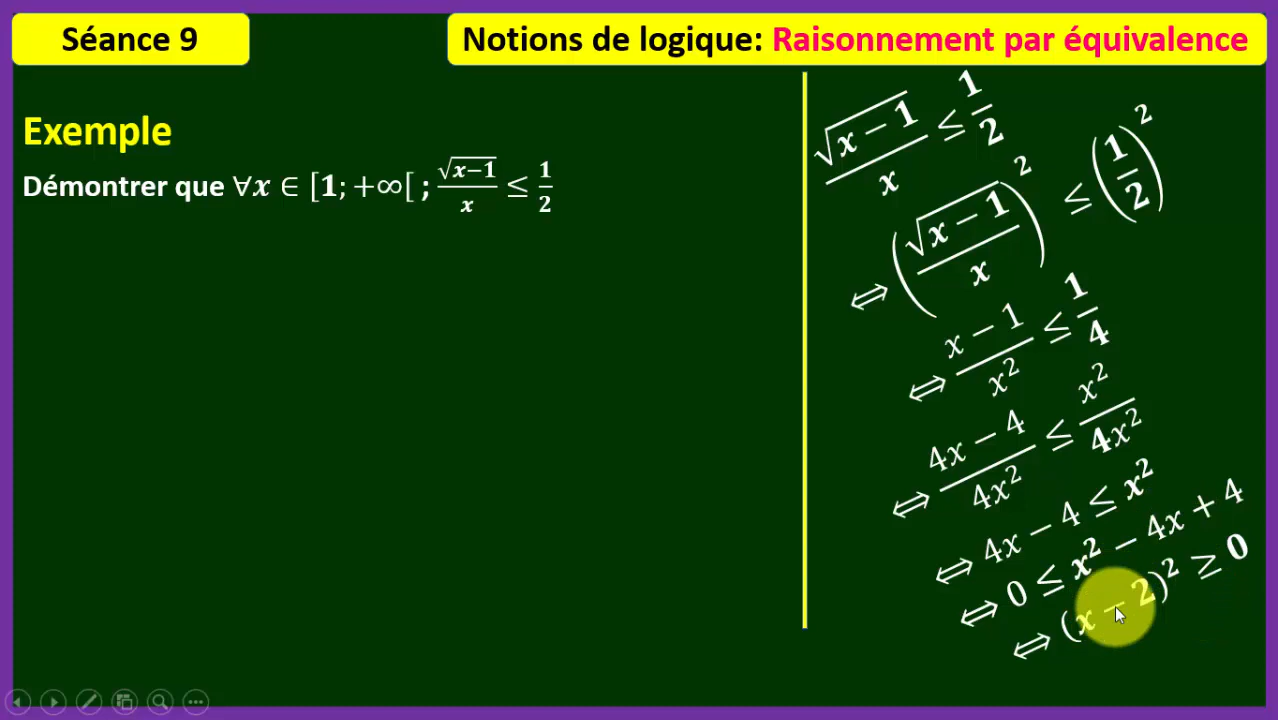 Séance 9
Notions de logique: Raisonnement par équivalence
Exemple
Démontrer que ∀x ∈ [1; +∞[ ; √(x−1)/x ≤ 1/2
√(x − 1)/x ≤ 1/2
⇔ (√(x − 1)/x)² ≤ (1/2)²
⇔ (x − 1)/x² ≤ 1/4
⇔ (4x − 4)/4x² ≤ x²/4x²
⇔ 4x − 4 ≤ x²
⇔ 0 ≤ x² − 4x + 4
⇔ (x − 2)² ≥ 0